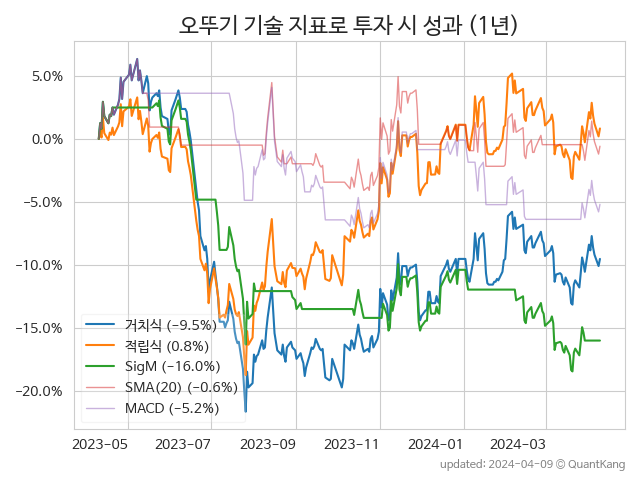 오뚜기 기술 지표로 투자 시 성과 (1년)
5.0%
0.0%
−5.0%
−10.0%
−15.0%
−20.0%
거치식 (−9.5%)
적립식 (0.8%)
SigM (−16.0%)
SMA(20) (−0.6%)
MACD (−5.2%)
2023-05 2023-07 2023-09 2023-11 2024-01 2024-03
updated: 2024-04-09 © QuantKang